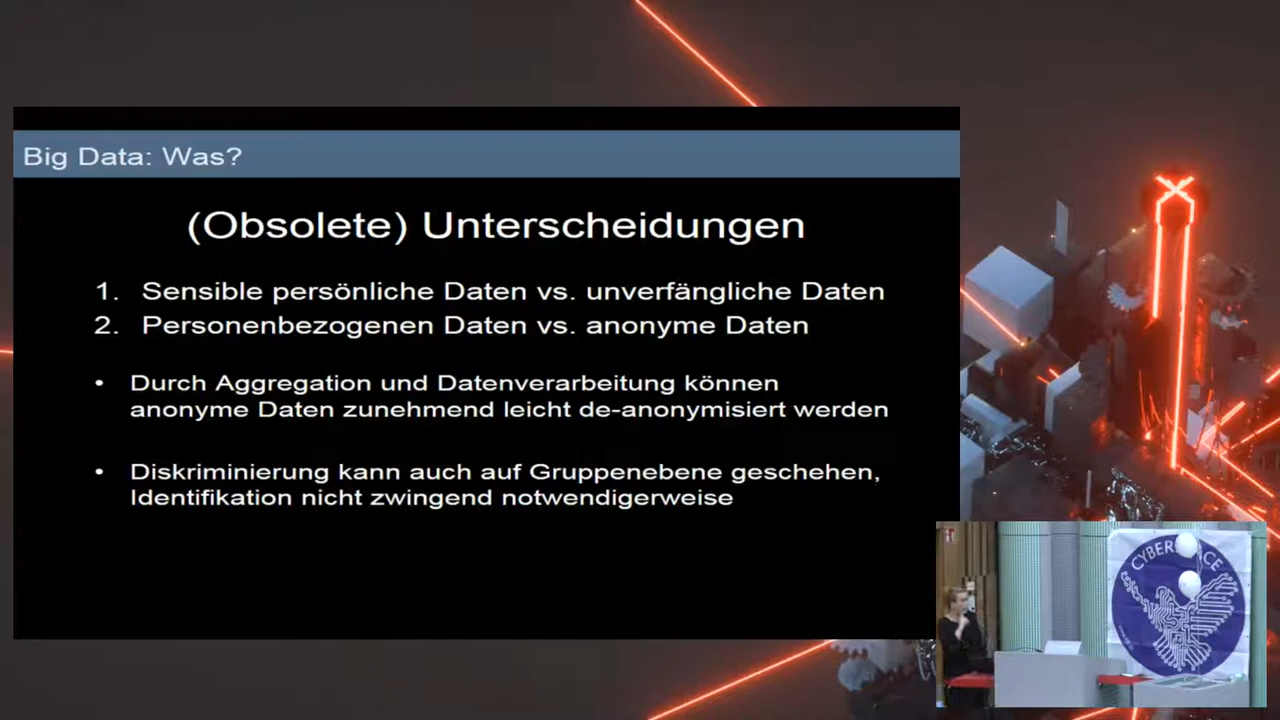 Big Data: Was?
(Obsolete) Unterscheidungen
1. Sensible persönliche Daten vs. unverfängliche Daten
2. Personenbezogenen Daten vs. anonyme Daten
• Durch Aggregation und Datenverarbeitung können
anonyme Daten zunehmend leicht de-anonymisiert werden
• Diskriminierung kann auch auf Gruppenebene geschehen,
Identifikation nicht zwingend notwendigerweise